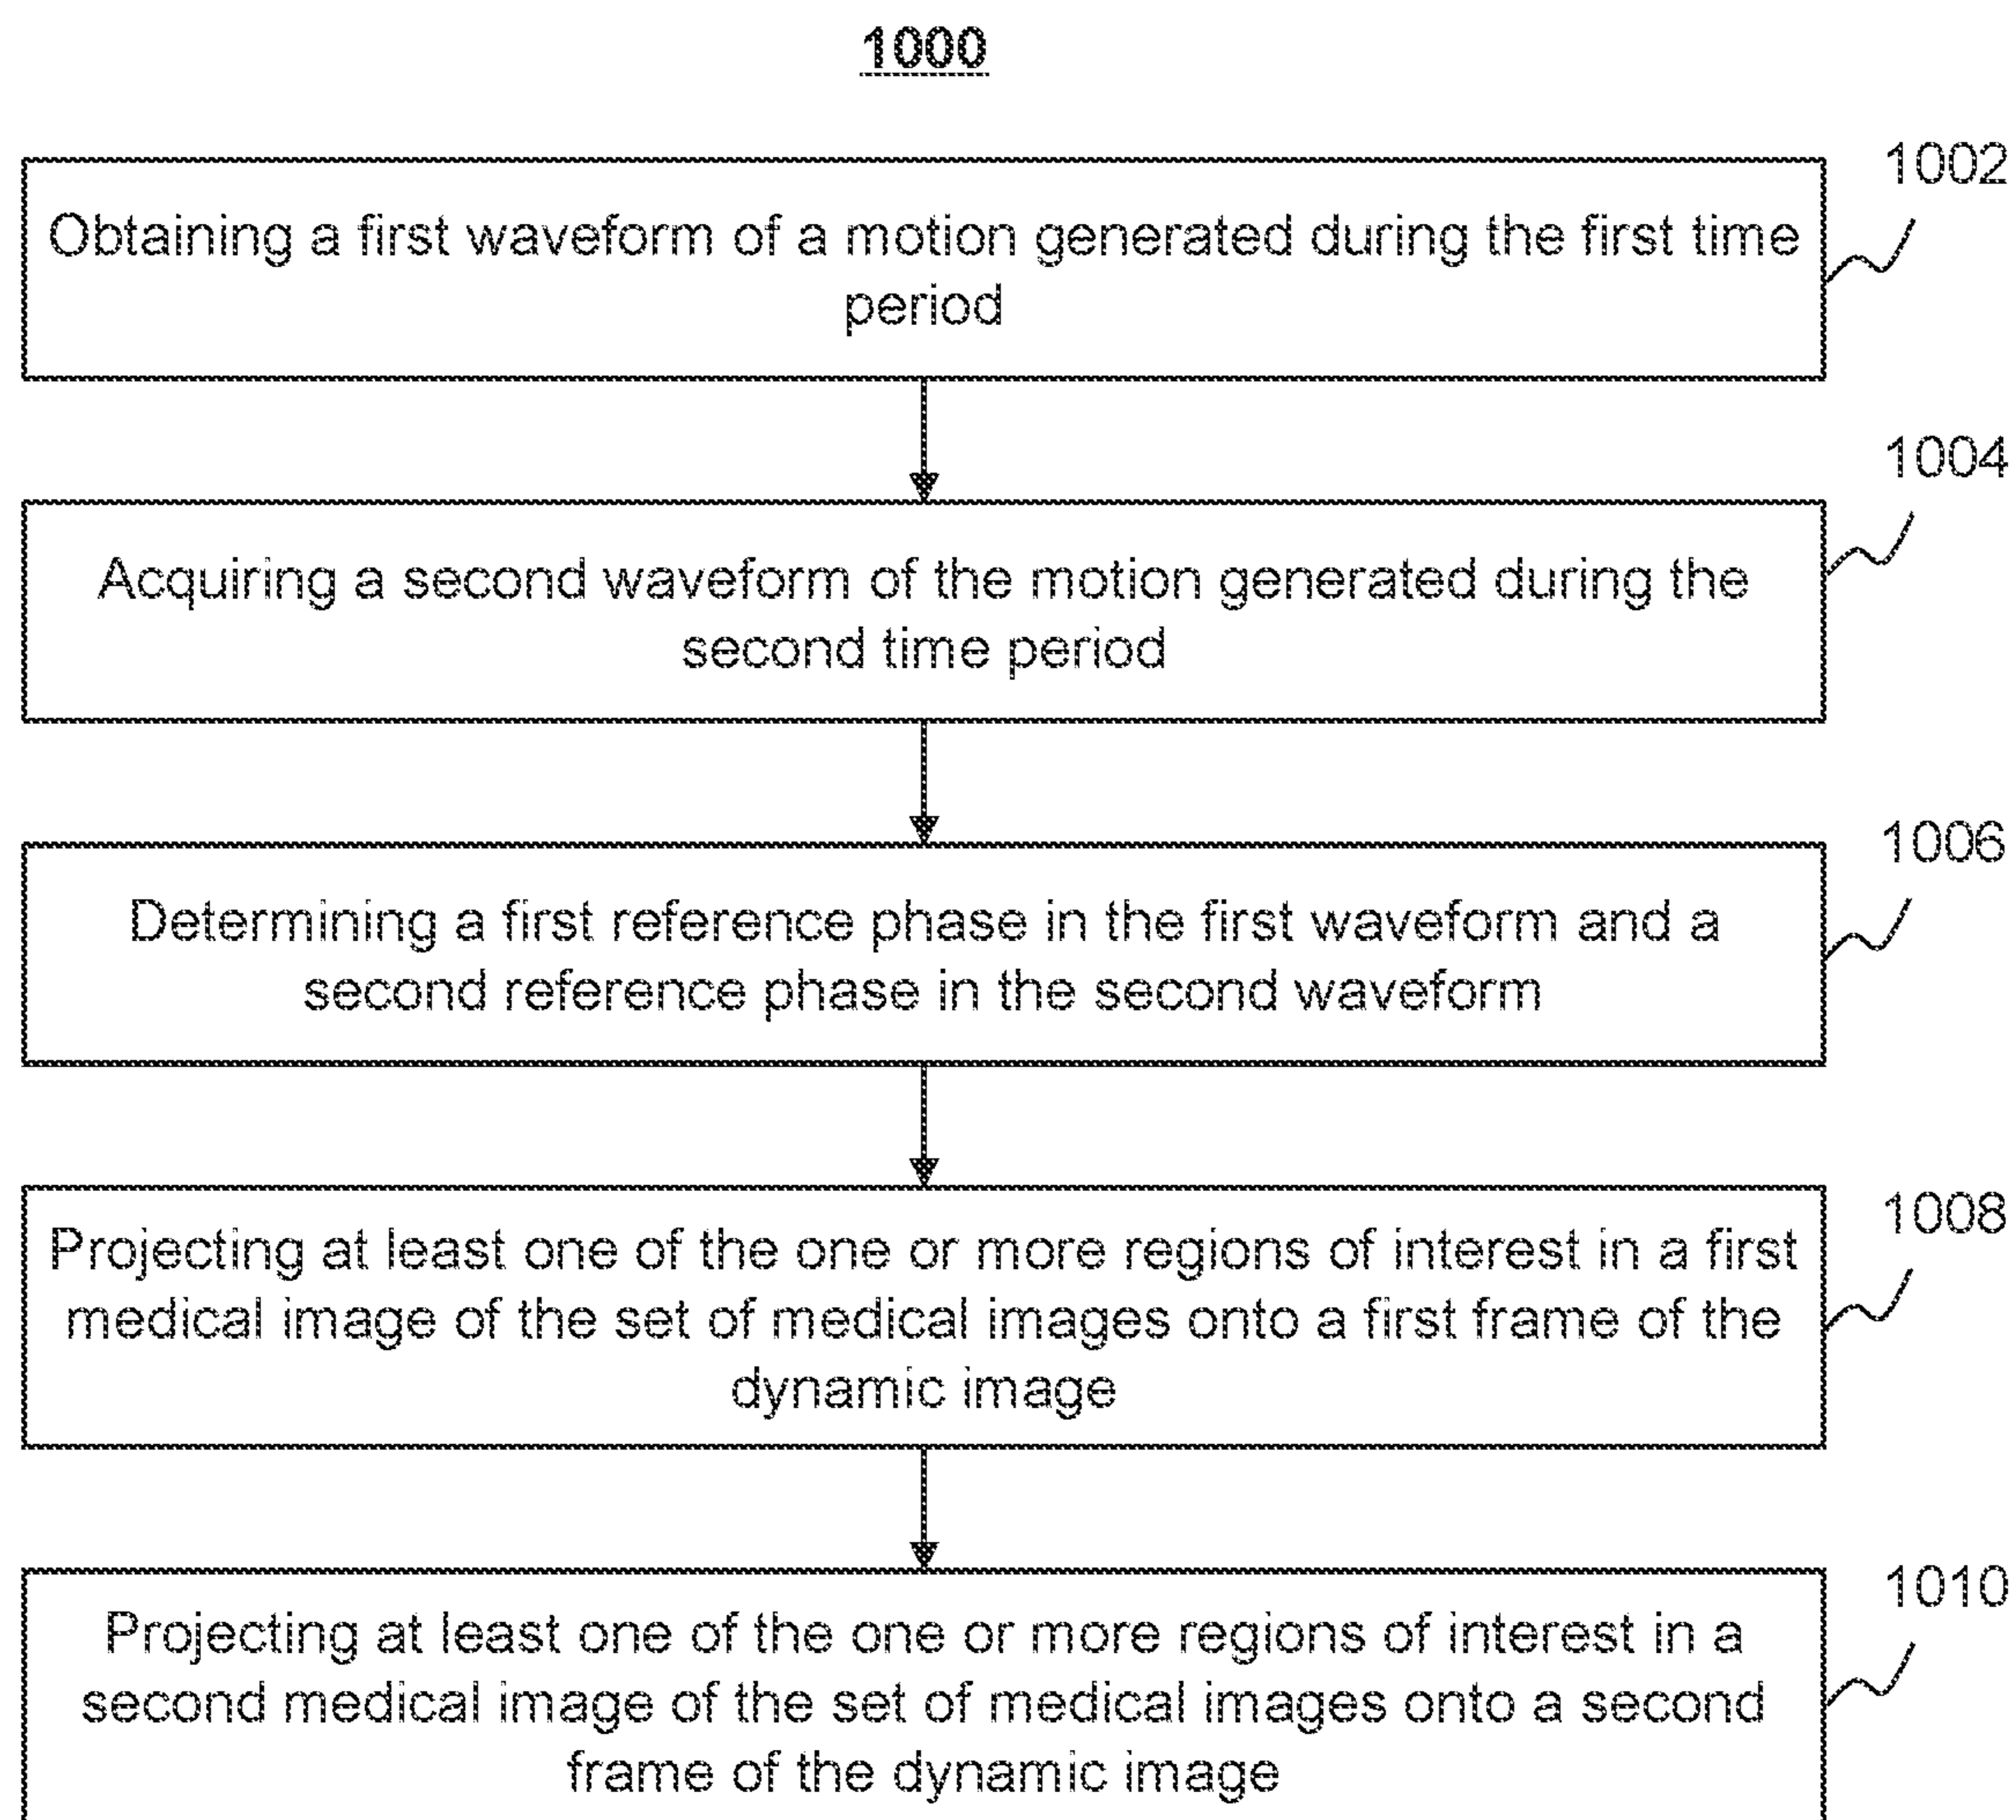 1000
1002
Obtaining a first waveform of a motion generated during the first time
period
1004
Acquiring a second waveform of the motion generated during the
second time period
1006
Determining a first reference phase in the first waveform and a
second reference phase in the second waveform
1008
Projecting at least one of the one or more regions of interest in a first
medical image of the set of medical images onto a first frame of the
dynamic image
1010
Projecting at least one of the one or more regions of interest in a
second medical image of the set of medical images onto a second
frame of the dynamic image